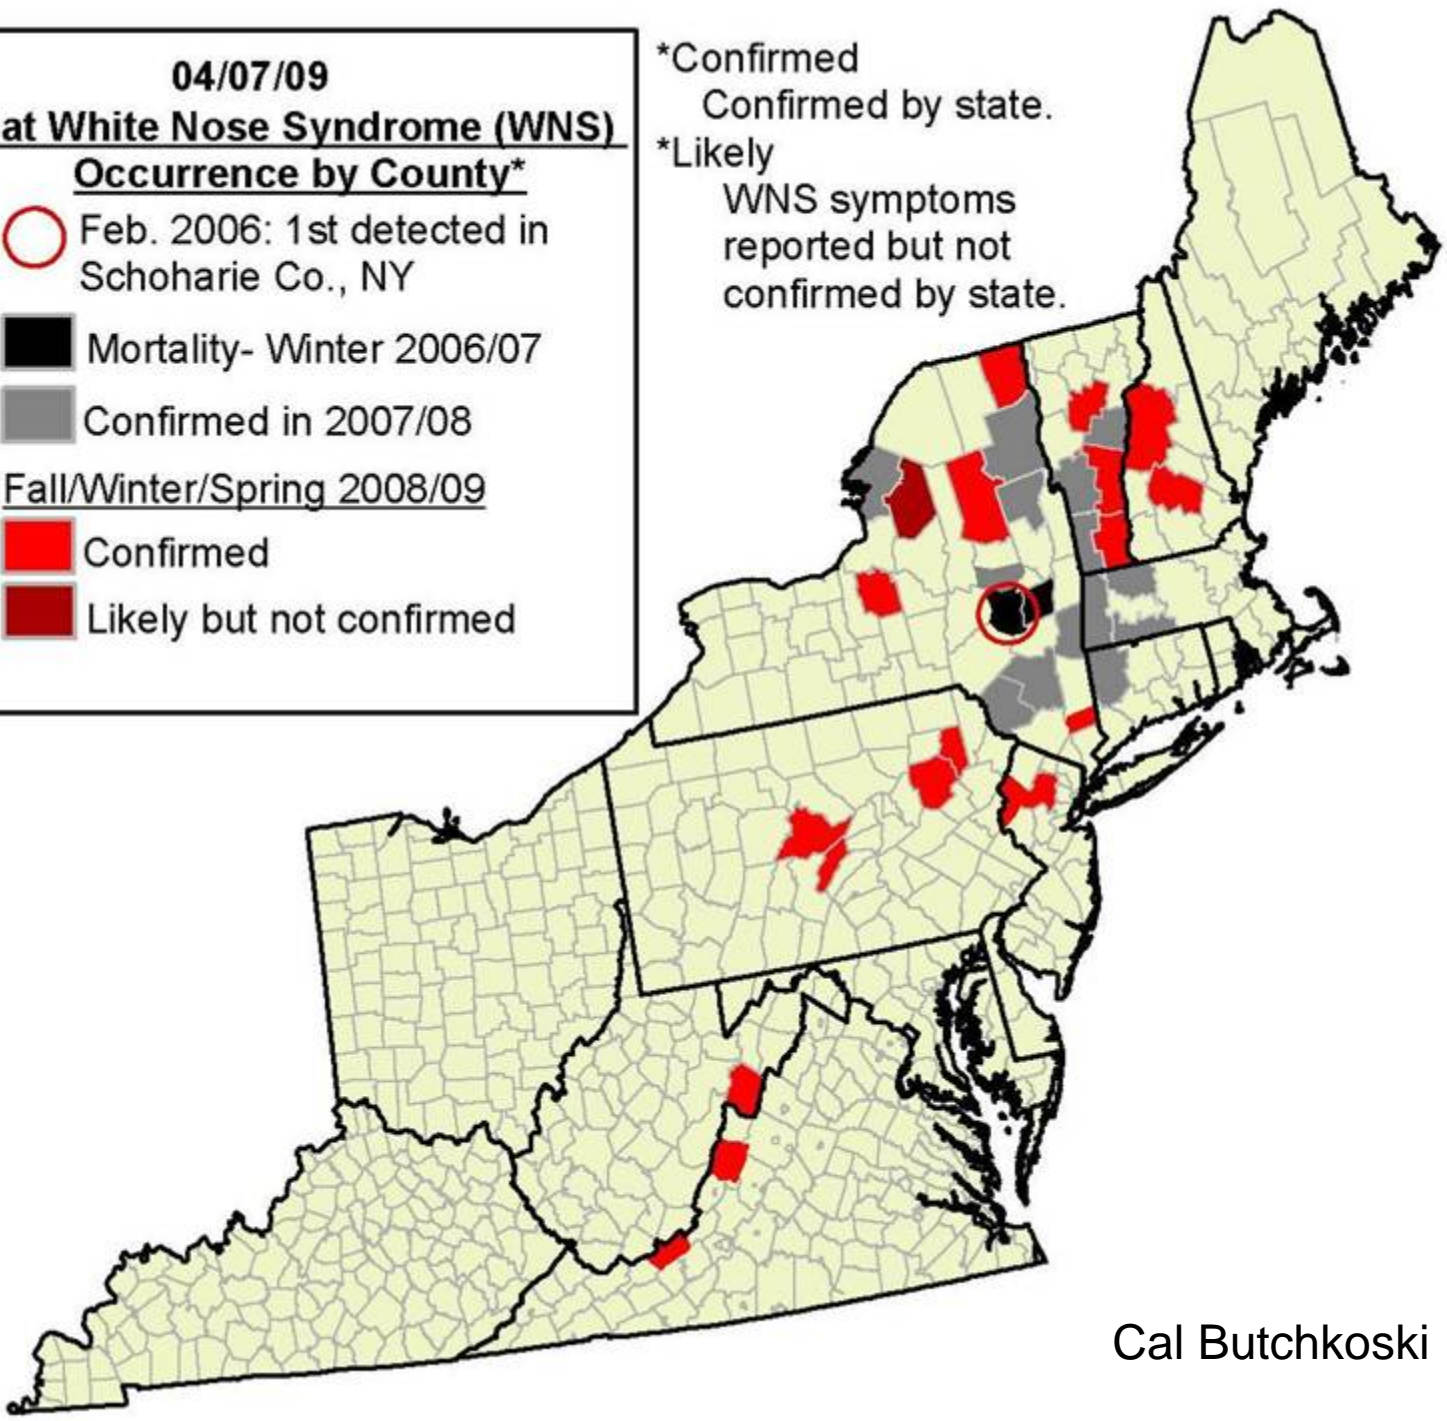 04/07/09
at White Nose Syndrome (WNS)
Occurrence by County*
Feb. 2006: 1st detected in
Schoharie Co., NY
Mortality- Winter 2006/07
Confirmed in 2007/08
Fall/Winter/Spring 2008/09
Confirmed
Likely but not confirmed
*Confirmed
Confirmed by state.
*Likely
WNS symptoms
reported but not
confirmed by state.
Cal Butchkoski